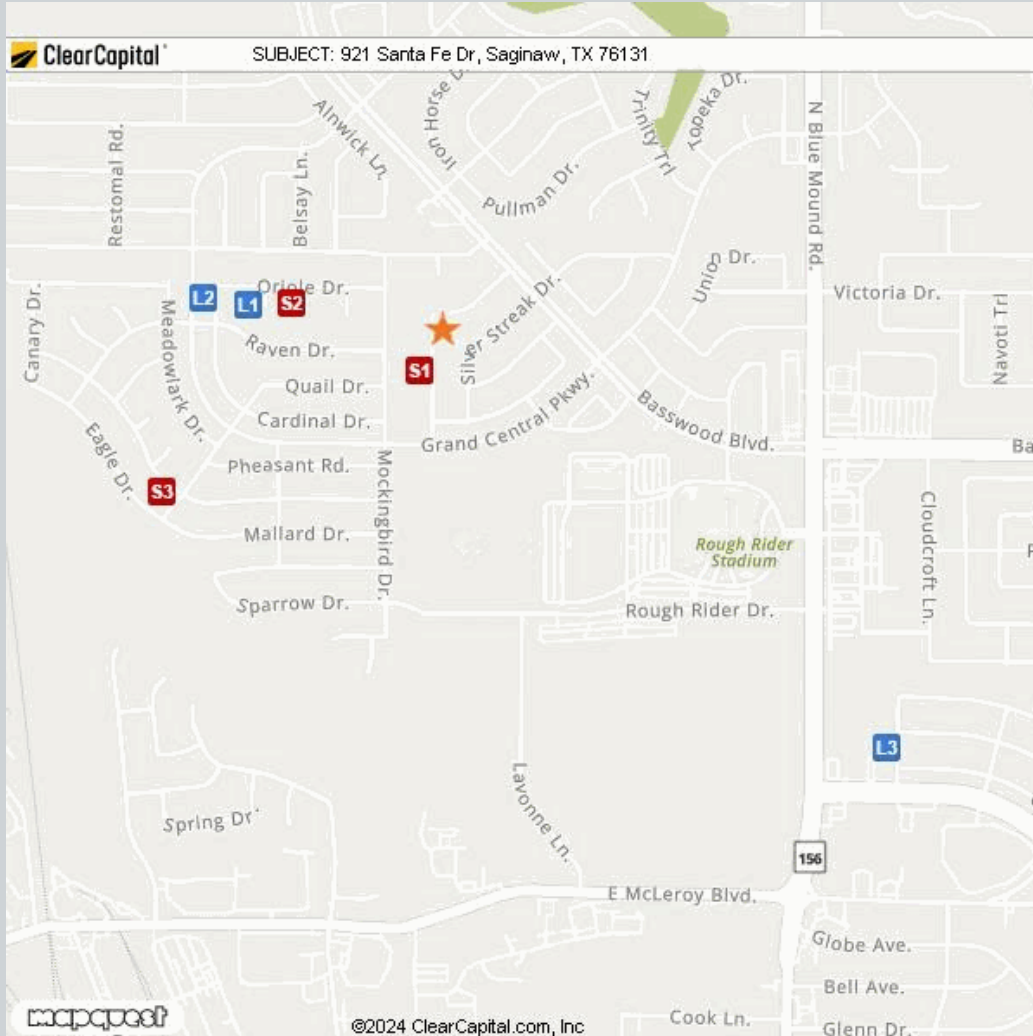 ClearCapital
SUBJECT: 921 Santa Fe Dr, Saginaw, TX 76131
Alnwick Ln.
Iron Horse D
Trinity Trl
Topeka Dr.
N Blue Mound Rd.
Restomal Rd.
Belsay Ln.
Pullman Dr.
Union Dr.
Victoria Dr.
Navoti Trl
Canary Dr.
L2
L1
Oriole Dr.
S2
Meadowlark Dr.
Silver Streak Dr.
Raven Dr.
S1
Quail Dr.
Cardinal Dr.
Grand Central Pkwy.
Basswood Blvd.
Ba
Eagle Dr.
Pheasant Rd.
Mockingbird Dr.
S3
Mallard Dr.
Rough Rider
Stadium
Cloudcroft Ln.
Sparrow Dr.
Rough Rider Dr.
L3
Lavonne Ln.
Spring Dr.
156
E McLeroy Blvd.
Globe Ave.
Bell Ave.
Cook Ln.
Glenn Dr.
mapquest
©2024 ClearCapital.com, Inc